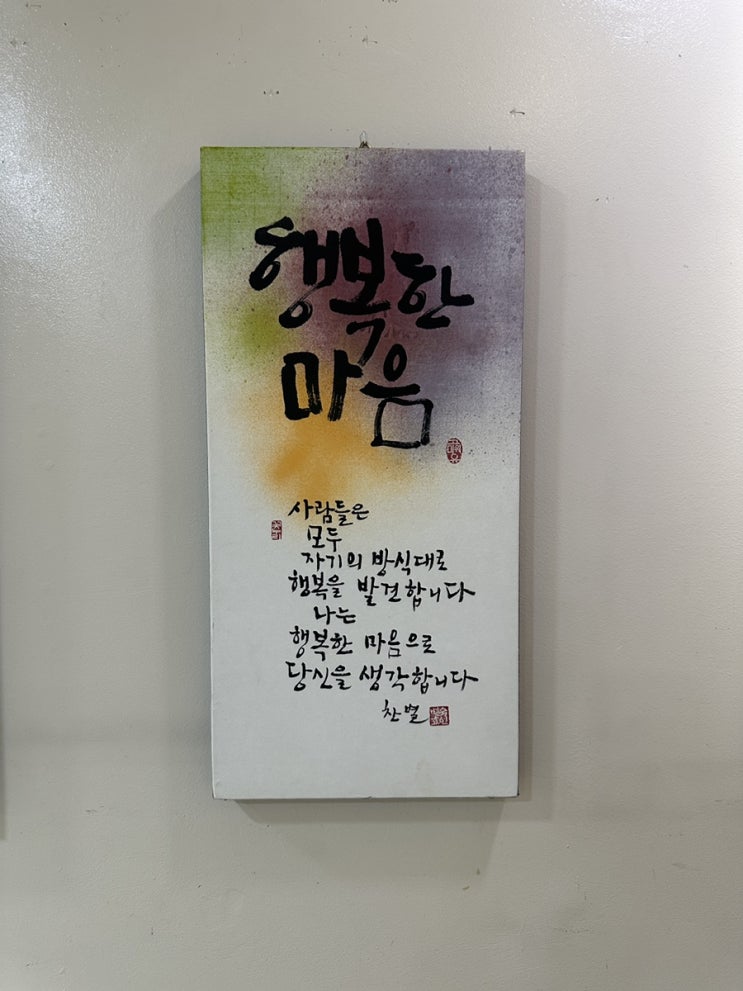 행복한
마음
사람들은
모두
자기의 방식대로
행복을 발견합니다
나는
행복한 마음으로
당신을 생각합니다
찬별